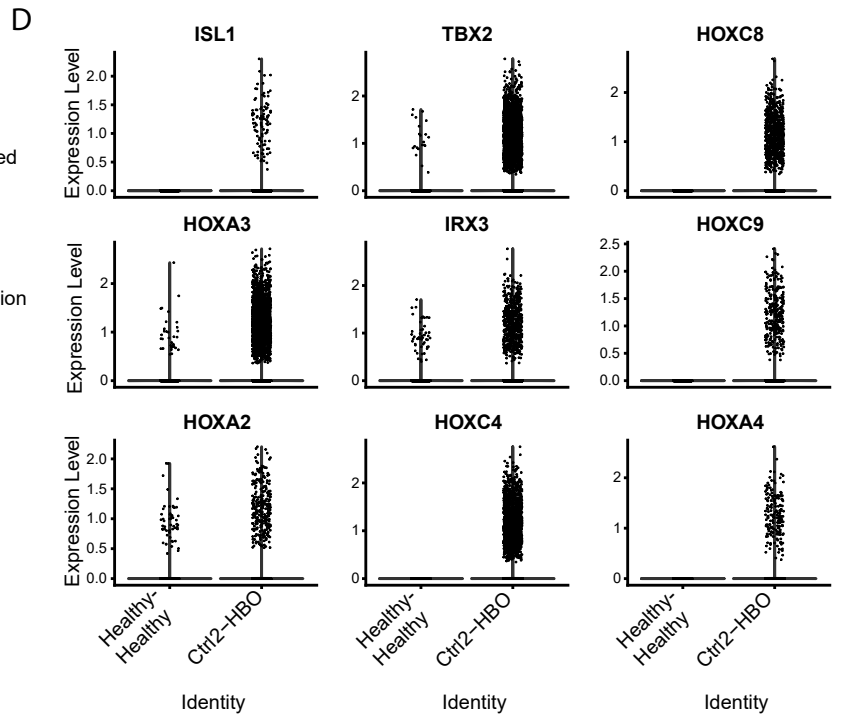 D
ISL1
TBX2
HOXC8
Expression Level
2.0
1.5
1.0
0.5
0.0
2
1
0
2
1
0
ed
HOXA3
IRX3
HOXC9
Expression Level
2
1
0
2
1
0
2.5
2.0
1.5
1.0
0.5
0.0
ion
HOXA2
HOXC4
HOXA4
Expression Level
2.0
1.5
1.0
0.5
0.0
2
1
0
2
1
0
Healthy-
Healthy
Ctrl2−HBO
Healthy-
Healthy
Ctrl2−HBO
Healthy-
Healthy
Ctrl2−HBO
Identity
Identity
Identity